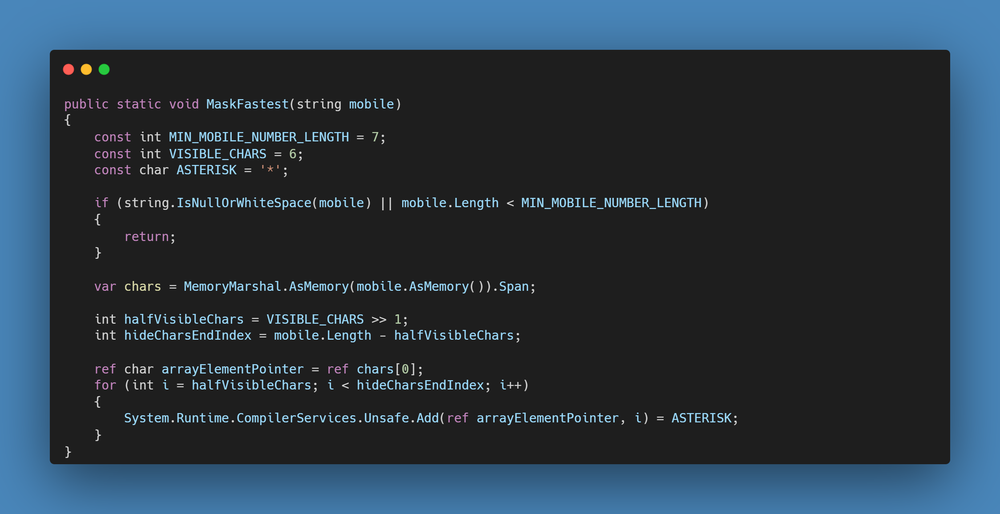 public static void MaskFastest(string mobile)
{
    const int MIN_MOBILE_NUMBER_LENGTH = 7;
    const int VISIBLE_CHARS = 6;
    const char ASTERISK = '*';

    if (string.IsNullOrWhiteSpace(mobile) || mobile.Length < MIN_MOBILE_NUMBER_LENGTH)
    {
        return;
    }

    var chars = MemoryMarshal.AsMemory(mobile.AsMemory()).Span;

    int halfVisibleChars = VISIBLE_CHARS >> 1;
    int hideCharsEndIndex = mobile.Length - halfVisibleChars;

    ref char arrayElementPointer = ref chars[0];
    for (int i = halfVisibleChars; i < hideCharsEndIndex; i++)
    {
        System.Runtime.CompilerServices.Unsafe.Add(ref arrayElementPointer, i) = ASTERISK;
    }
}